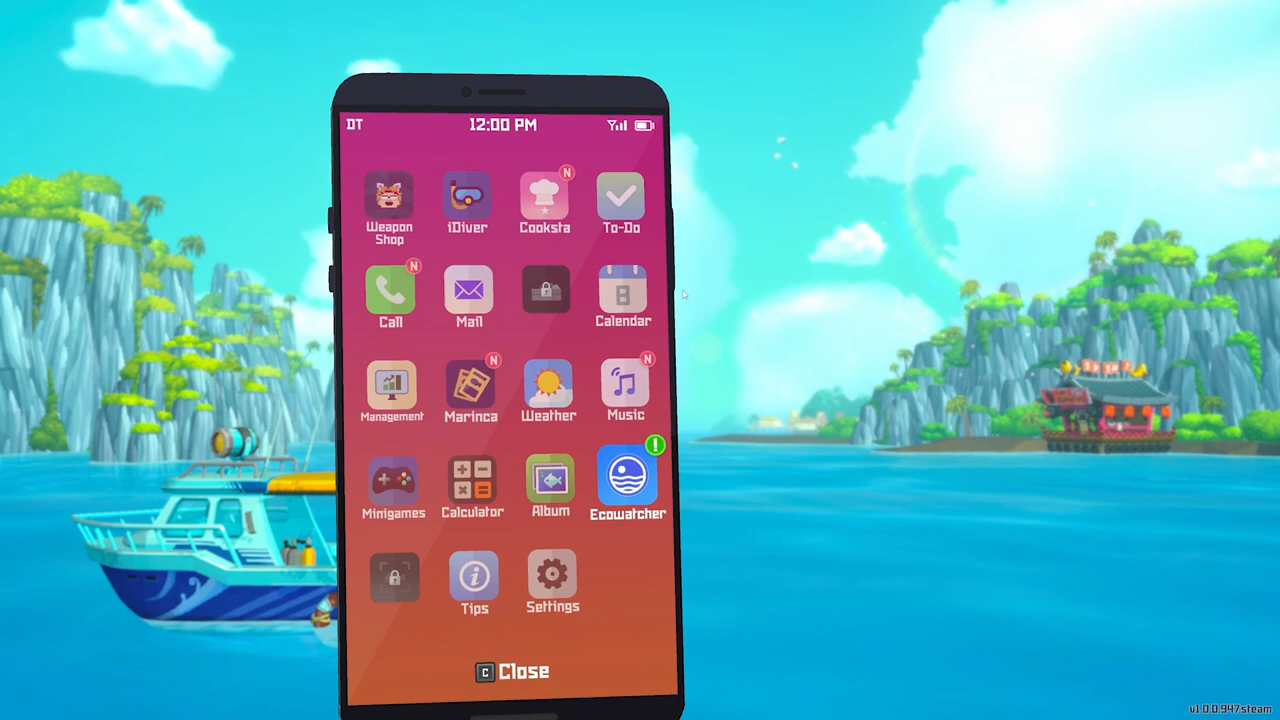 DT
12:00 PM
N
Weapon
Shop
iDiver
Cooksta
To-Do
N
Call
Mail
Calendar
N
N
Management
Marinca
Weather
Music
!
Minigames
Calculator
Album
Ecowatcher
i
Tips
Settings
C Close
v1.0.0.947.steam